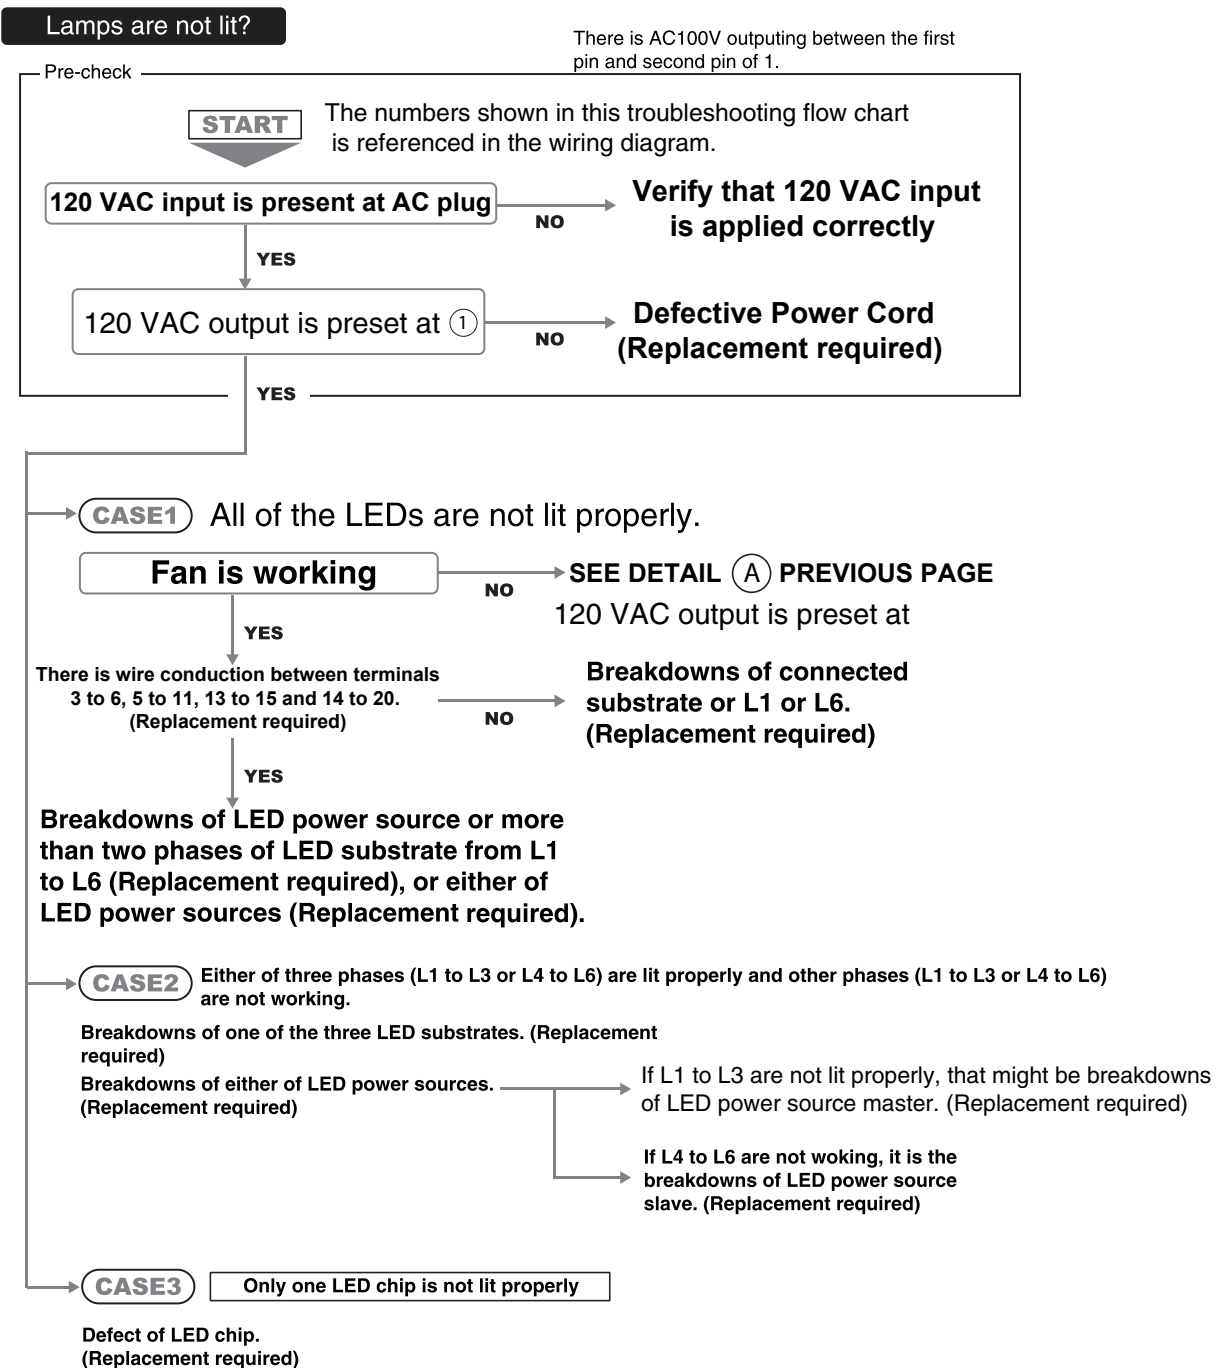 Lamps are not lit?
There is AC100V outputing between the first
pin and second pin of 1.
Pre-check
START
The numbers shown in this troubleshooting flow chart
is referenced in the wiring diagram.
120 VAC input is present at AC plug
NO
Verify that 120 VAC input
is applied correctly
YES
120 VAC output is preset at ①
NO
Defective Power Cord
(Replacement required)
YES
CASE1
All of the LEDs are not lit properly.
Fan is working
NO
SEE DETAIL Ⓐ PREVIOUS PAGE
120 VAC output is preset at
YES
There is wire conduction between terminals
3 to 6, 5 to 11, 13 to 15 and 14 to 20.
(Replacement required)
NO
Breakdowns of connected
substrate or L1 or L6.
(Replacement required)
YES
Breakdowns of LED power source or more
than two phases of LED substrate from L1
to L6 (Replacement required), or either of
LED power sources (Replacement required).
CASE2
Either of three phases (L1 to L3 or L4 to L6) are lit properly and other phases (L1 to L3 or L4 to L6)
are not working.
Breakdowns of one of the three LED substrates. (Replacement
required)
Breakdowns of either of LED power sources.
(Replacement required)
If L1 to L3 are not lit properly, that might be breakdowns
of LED power source master. (Replacement required)
If L4 to L6 are not woking, it is the
breakdowns of LED power source
slave. (Replacement required)
CASE3
Only one LED chip is not lit properly
Defect of LED chip.
(Replacement required)